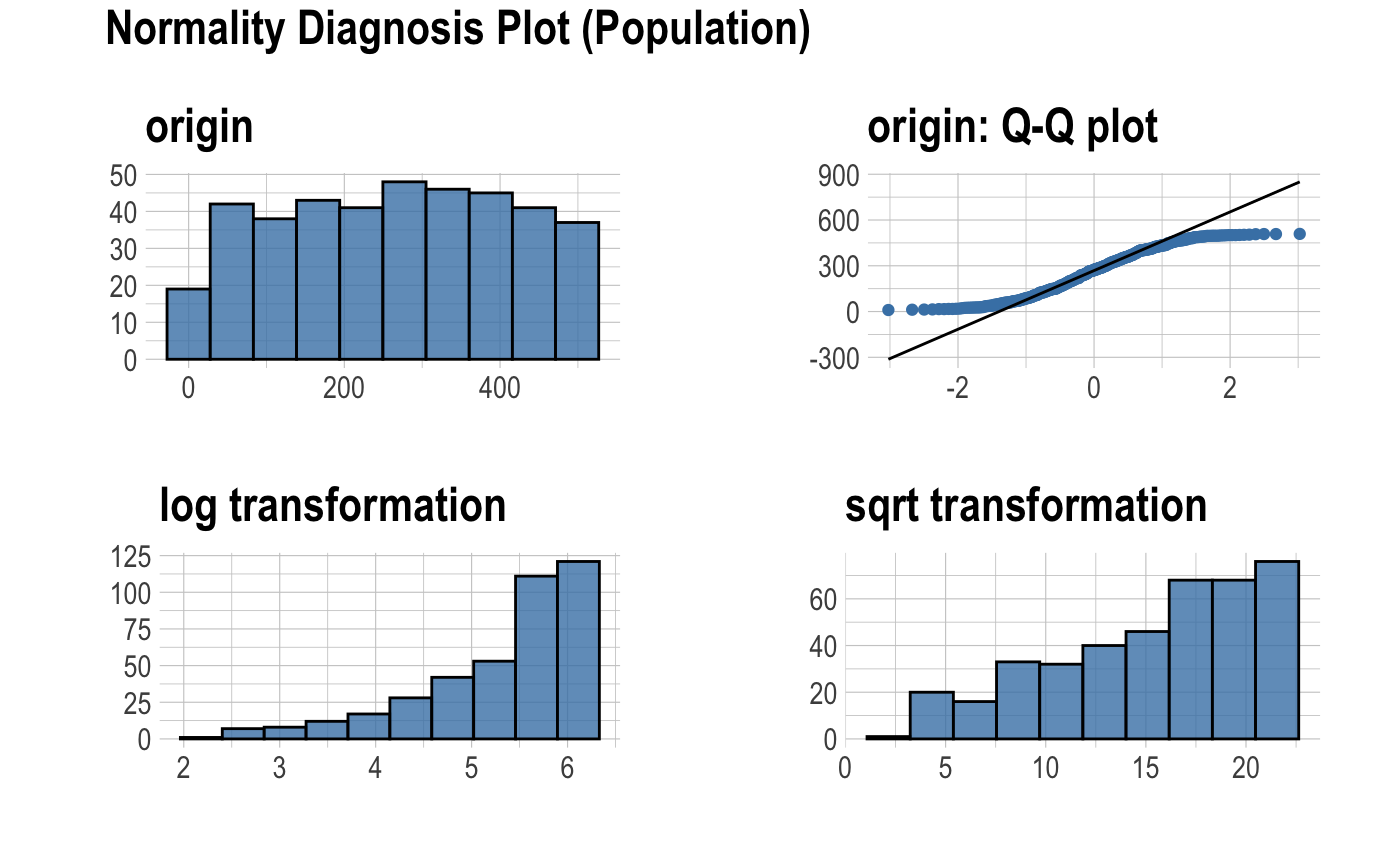 Normality Diagnosis Plot (Population)
origin
50
40
30
20
10
0
0 200 400
origin: Q-Q plot
900
600
300
0
-300
-2 0 2
log transformation
125
100
75
50
25
0
2 3 4 5 6
sqrt transformation
60
40
20
0
0 5 10 15 20